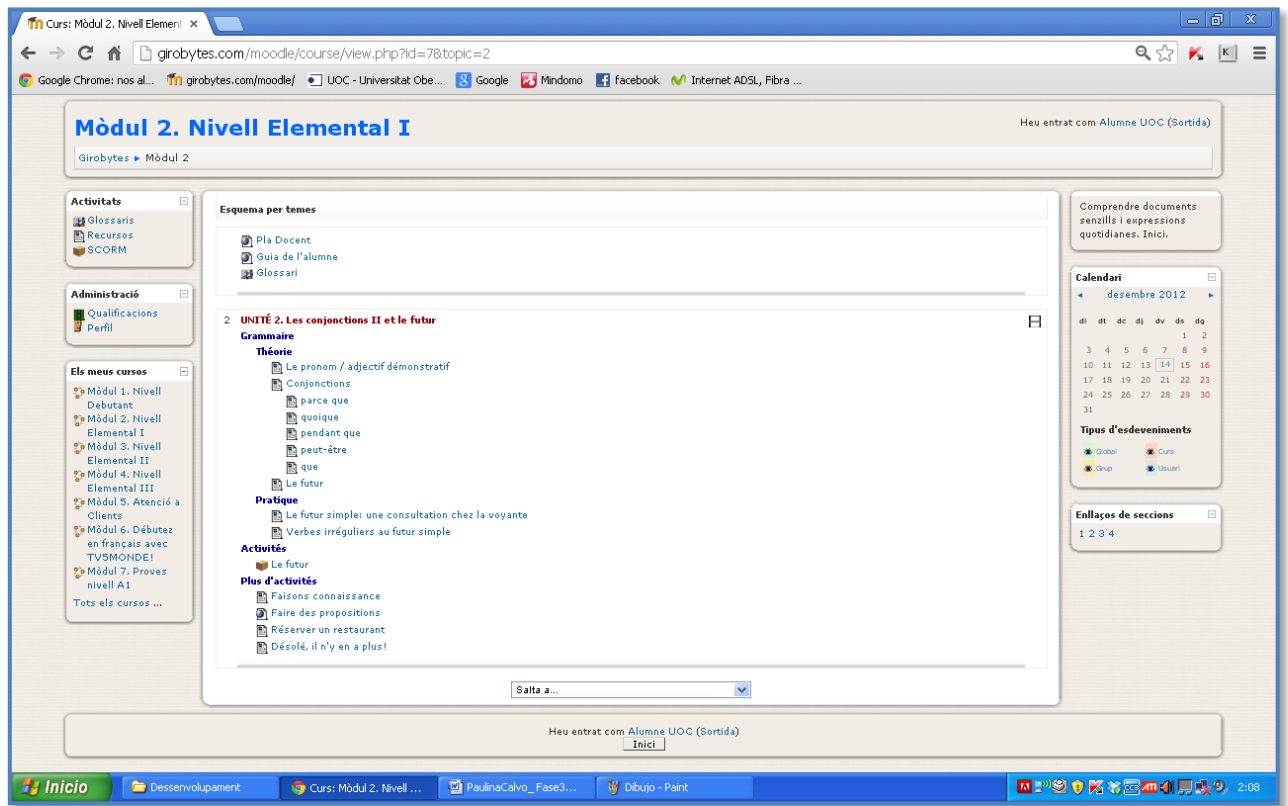 Curs: Mòdul 2. Nivell Element
girobytes.com/moodle/course/view.php?id=7&topic=2
Google Chrome: nos al...
girobytes.com/moodle/
UOC - Universitat Obe...
Google
Mindomo
facebook
Internet ADSL, Fibra ...
Mòdul 2. Nivell Elemental I
Heu entrat com Alumne UOC (Sortida)
Girobytes ► Mòdul 2
Activitats
Glossaris
Recursos
SCORM
Administració
Qualificacions
Perfil
Els meus cursos
Mòdul 1. Nivell
Debutant
Mòdul 2. Nivell
Elemental I
Mòdul 3. Nivell
Elemental II
Mòdul 4. Nivell
Elemental III
Mòdul 5. Atenció a
Clients
Mòdul 6. Débutez
en français avec
TV5MONDE!
Mòdul 7. Proves
nivell A1
Tots els cursos ...
Esquema per temes
Pla Docent
Guia de l'alumne
Glossari
2 UNITÉ 2. Les conjonctions II et le futur
Grammaire
Théorie
Le pronom / adjectif démonstratif
Conjonctions
parce que
quoique
pendant que
peut-être
que
Le futur
Pratique
Le futur simple: une consultation chez la voyante
Verbes irréguliers au futur simple
Activités
Le futur
Plus d'activités
Faisons connaissance
Faire des propositions
Réserver un restaurant
Désolé, il n'y en a plus!
Salta a...
Comprendre documents
senzills i expressions
quotidianes. Inici.
Calendari
◄ desembre 2012 ►
dl dt dc dj dv ds dg
1 2
3 4 5 6 7 8 9
10 11 12 13 14 15 16
17 18 19 20 21 22 23
24 25 26 27 28 29 30
31
Tipus d'esdeveniments
Global Curs
Grup Usuari
Enllaços de seccions
1 2 3 4
Heu entrat com Alumne UOC (Sortida)
Inici
Inicio
Dessenvolupament
Curs: Mòdul 2. Nivell ...
PaulinaCalvo_Fase3...
Dibujo - Paint
2:08